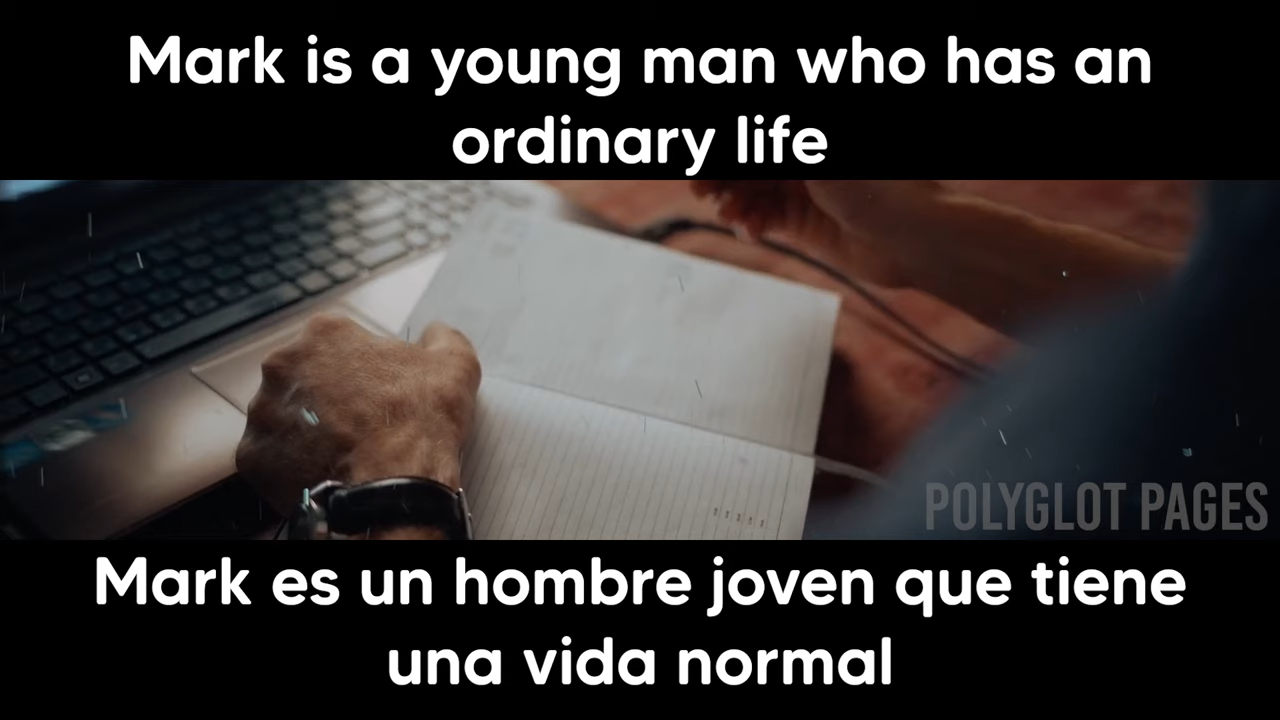 Mark is a young man who has an
ordinary life
POLYGLOT PAGES
Mark es un hombre joven que tiene
una vida normal